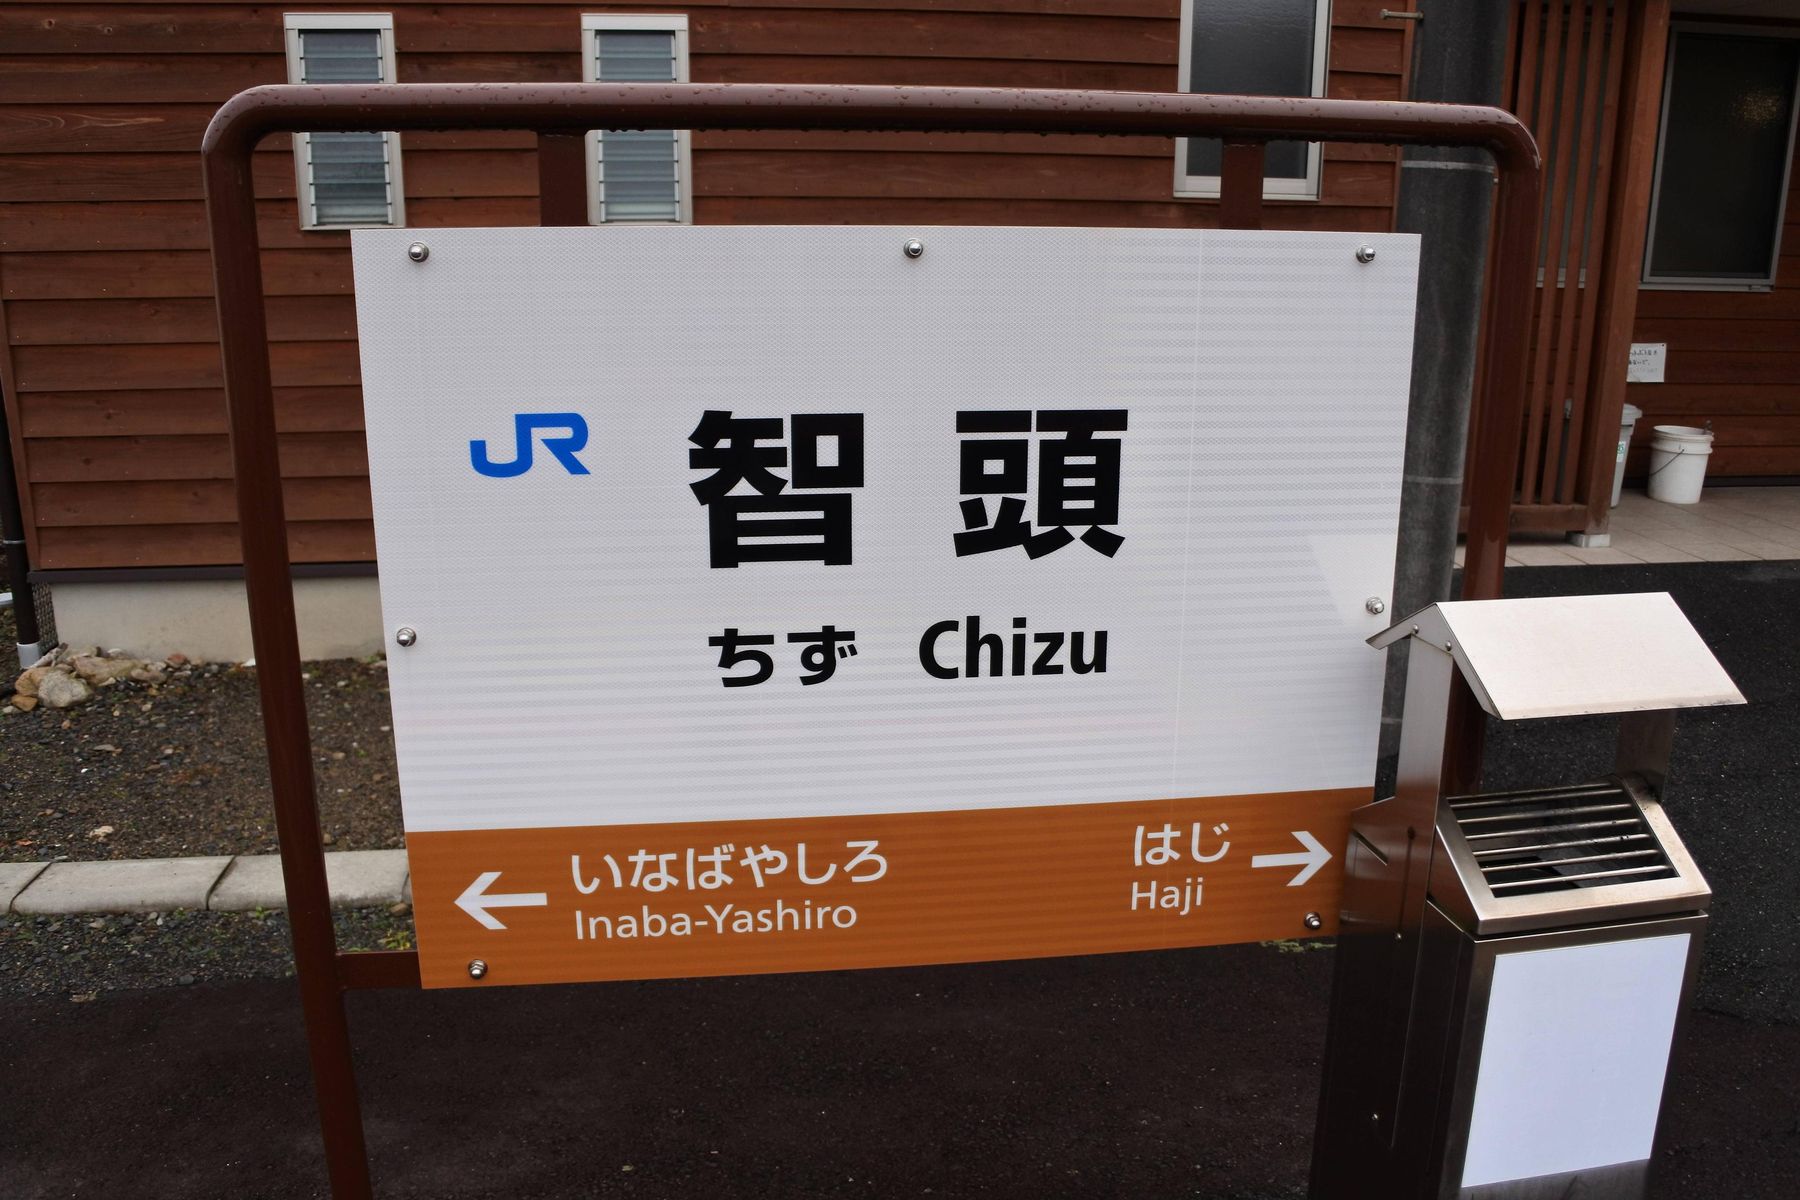 JR 智頭
ちず Chizu
← いなばやしろ
Inaba-Yashiro
はじ →
Haji